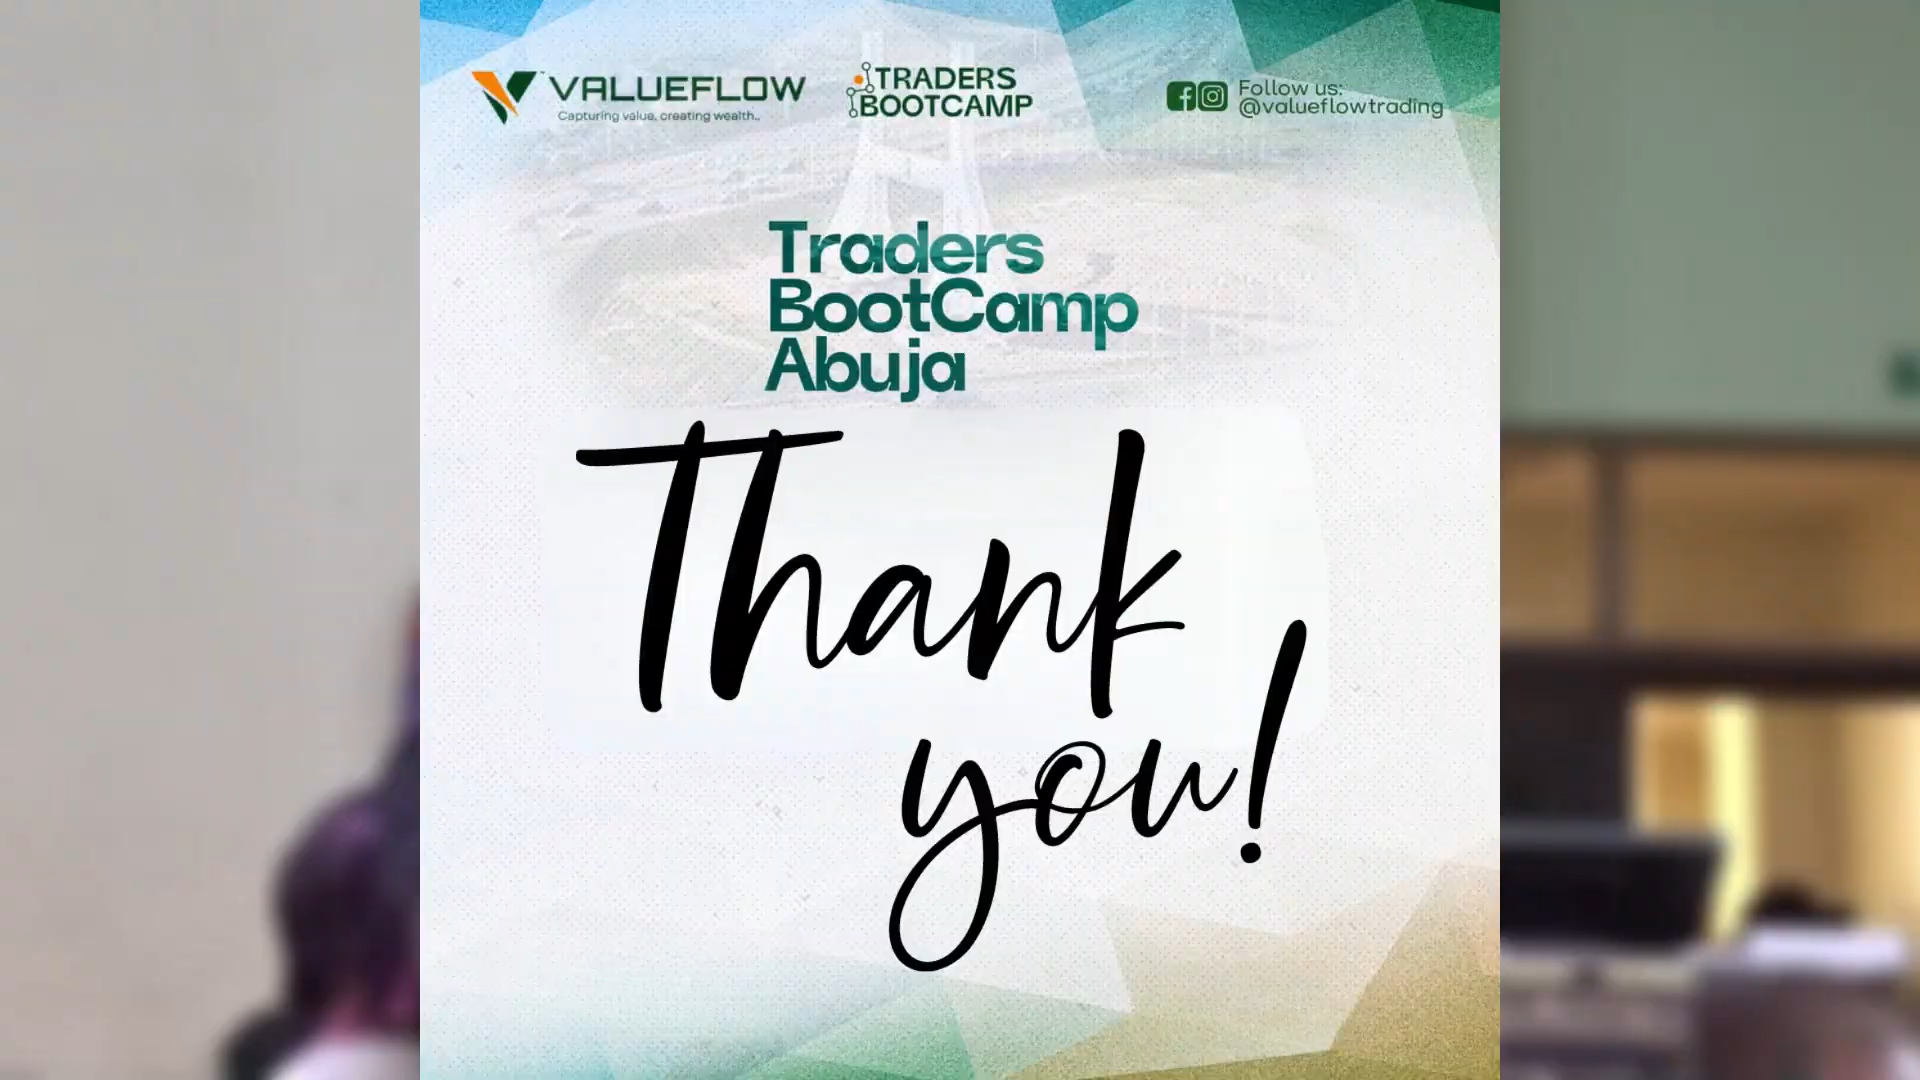 VALUEFLOW
Capturing value, creating wealth..
TRADERS
BOOTCAMP
Follow us:
@valueflowtrading
Traders
BootCamp
Abuja
Thank
you!